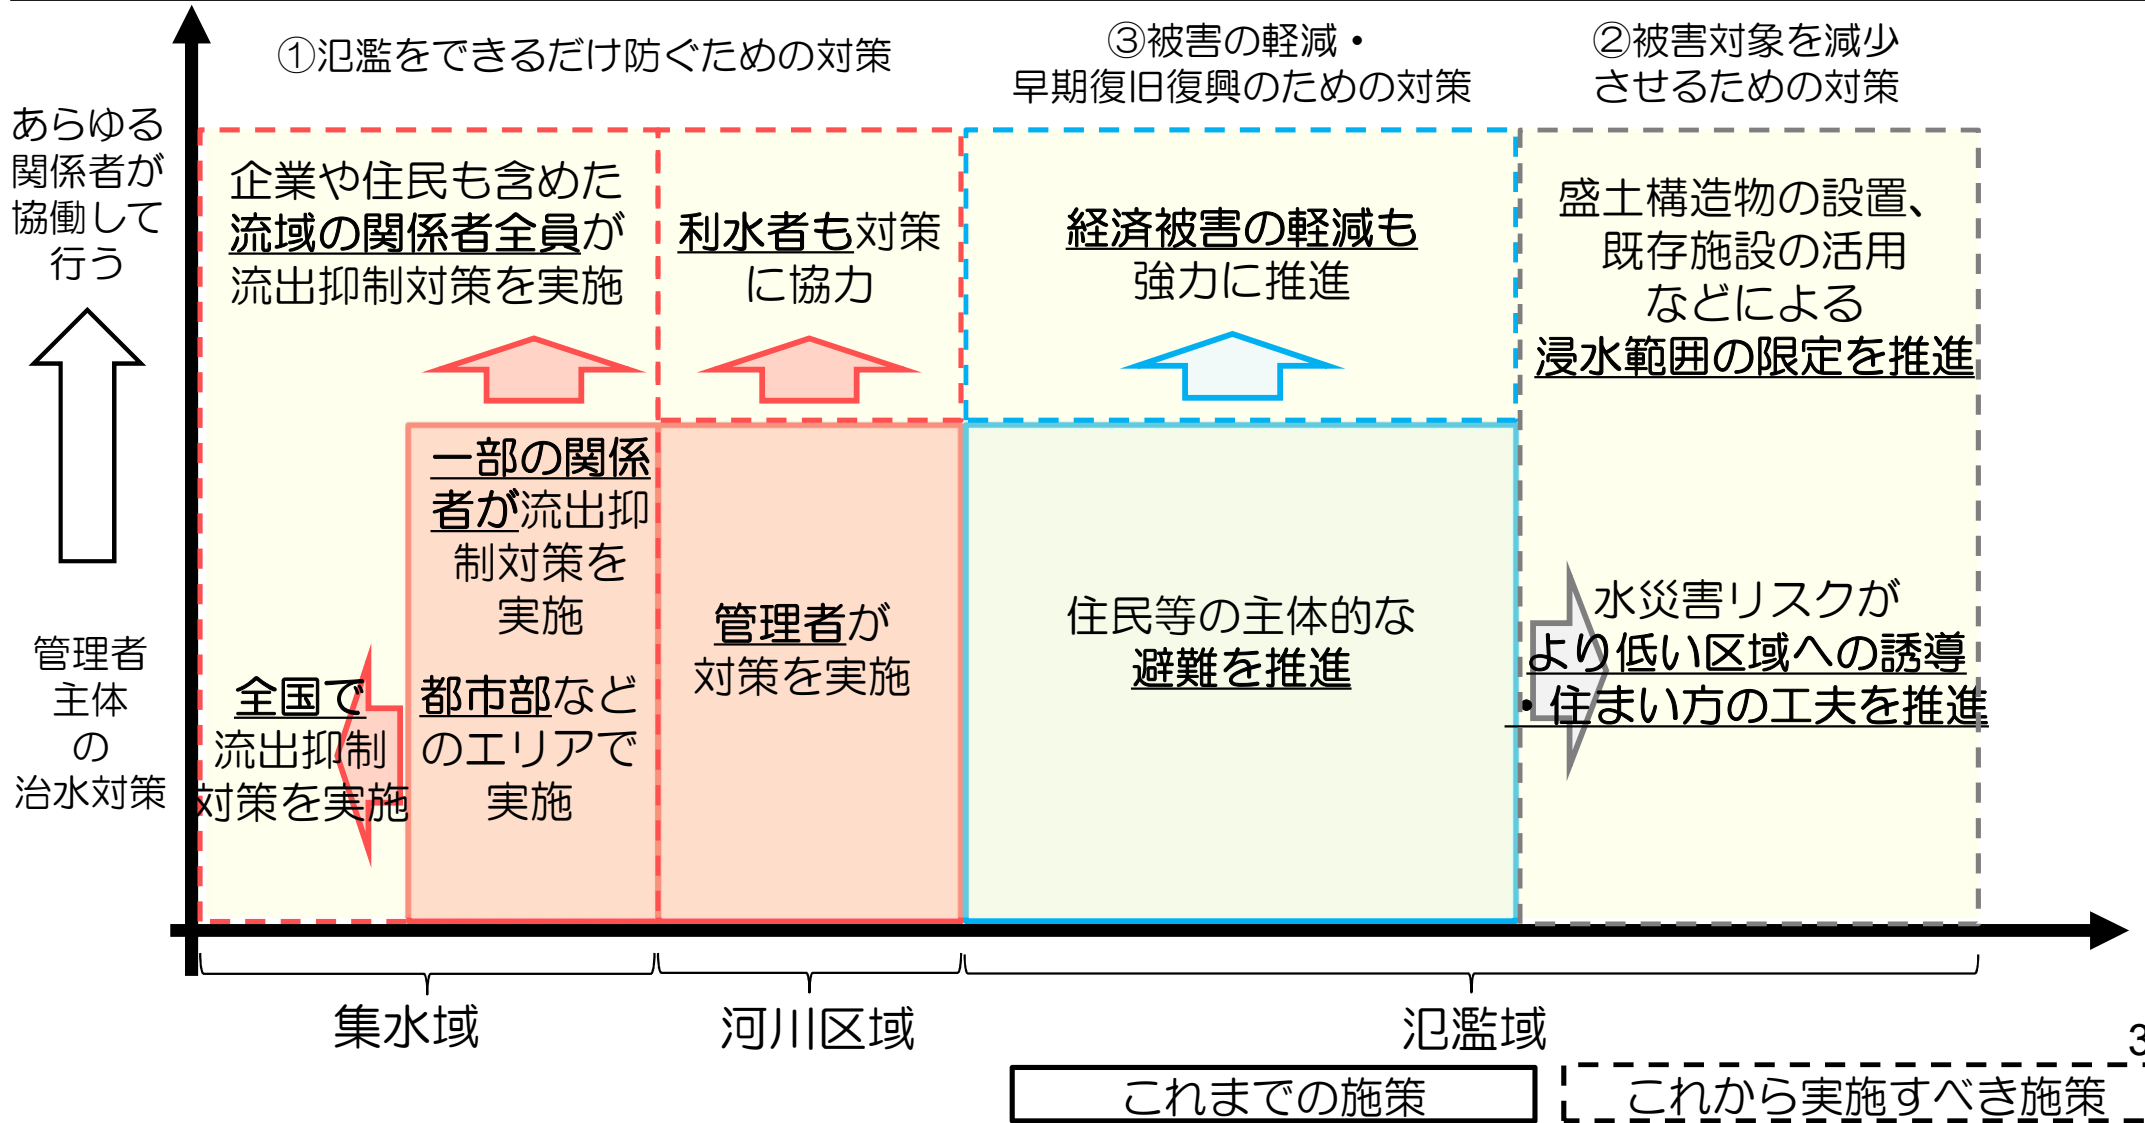 ①氾濫をできるだけ防ぐための対策
③被害の軽減・
早期復旧復興のための対策
②被害対象を減少
させるための対策
あらゆる
関係者が
協働して
行う
管理者
主体
の
治水対策
企業や住民も含めた
流域の関係者全員が
流出抑制対策を実施
利水者も対策
に協力
経済被害の軽減も
強力に推進
盛土構造物の設置、
既存施設の活用
などによる
浸水範囲の限定を推進
一部の関係
者が流出抑
制対策を
実施
都市部など
のエリアで
実施
全国で
流出抑制
対策を実施
管理者が
対策を実施
住民等の主体的な
避難を推進
水災害リスクが
より低い区域への誘導
・住まい方の工夫を推進
集水域
河川区域
氾濫域
3
これまでの施策
これから実施すべき施策